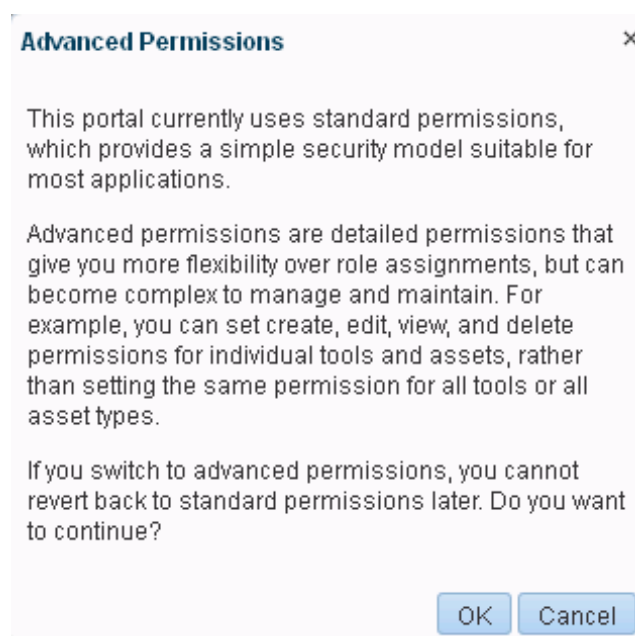 Advanced Permissions
This portal currently uses standard permissions,
which provides a simple security model suitable for
most applications.
Advanced permissions are detailed permissions that
give you more flexibility over role assignments, but can
become complex to manage and maintain. For
example, you can set create, edit, view, and delete
permissions for individual tools and assets, rather
than setting the same permission for all tools or all
asset types.
If you switch to advanced permissions, you cannot
revert back to standard permissions later. Do you want
to continue?
OK Cancel